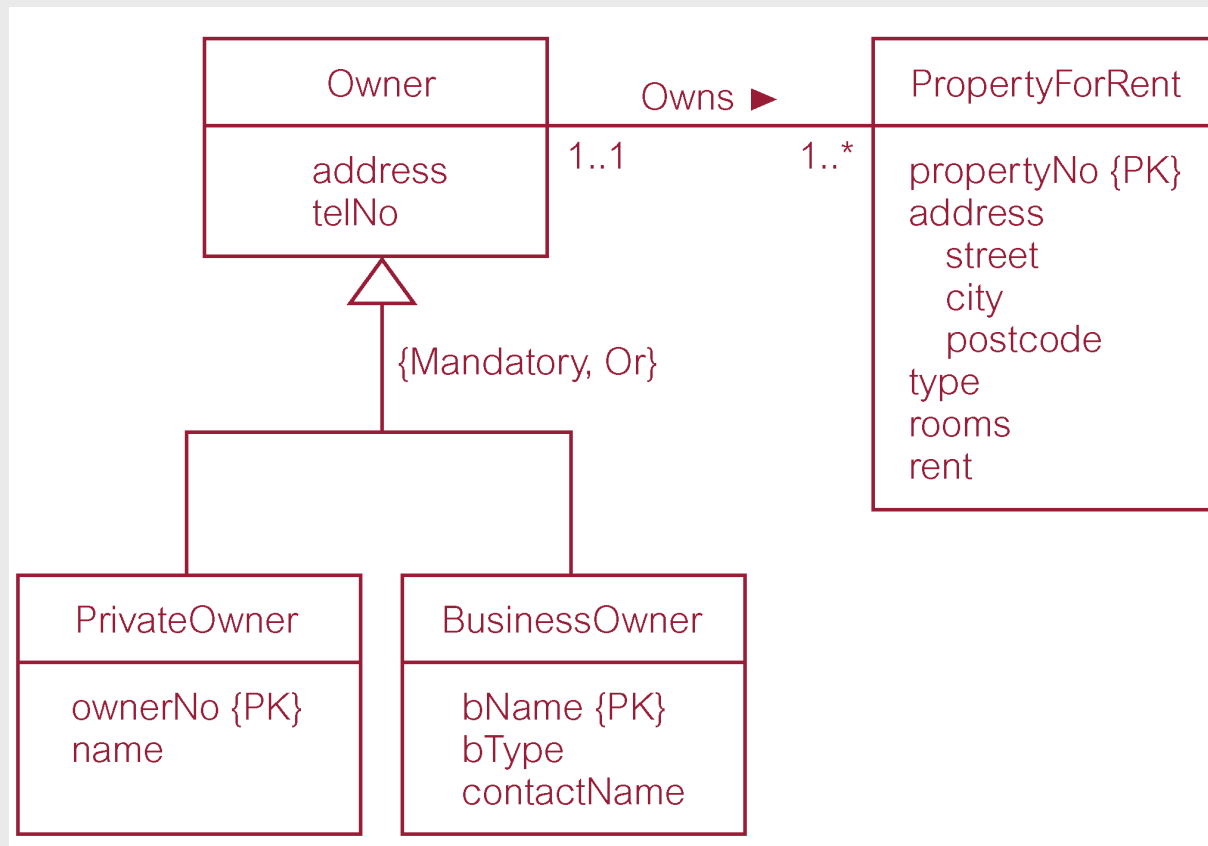 Owner
address
telNo
Owns ►
1..1
1..*
PropertyForRent
propertyNo {PK}
address
street
city
postcode
type
rooms
rent
{Mandatory, Or}
PrivateOwner
ownerNo {PK}
name
BusinessOwner
bName {PK}
bType
contactName